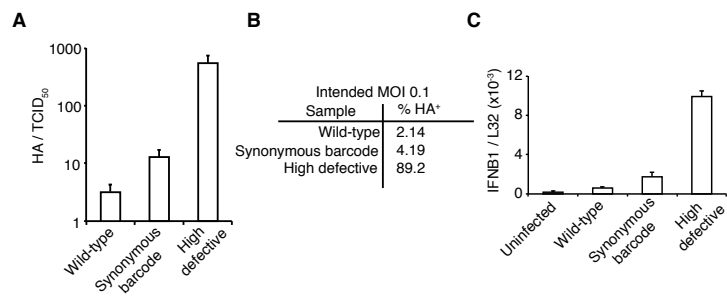 A
HA / TCID50
1000
100
10
1
Wild-type
Synonymous
barcode
High
defective
B
Intended MOI 0.1
Sample % HA+
Wild-type 2.14
Synonymous barcode 4.19
High defective 89.2
C
IFNB1 / L32 (x10-3)
12
8
4
0
Uninfected
Wild-type
Synonymous
barcode
High
defective